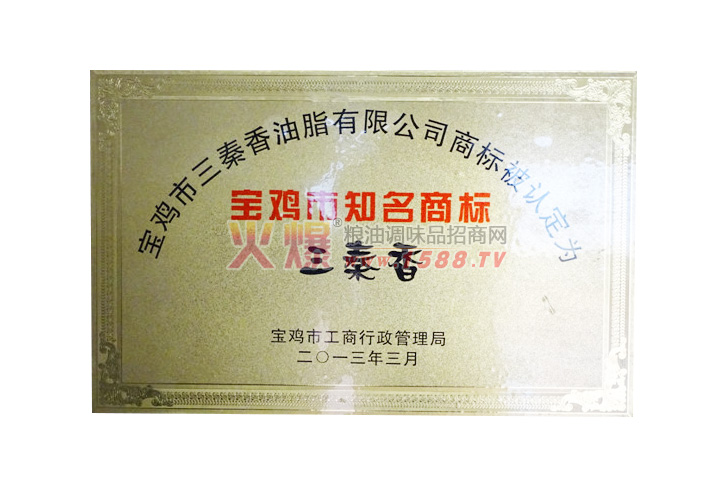 宝鸡市三秦香油脂有限公司商标被认定为
宝鸡市知名商标
火爆®粮油调味品招商网
www.1588.TV
三秦香
宝鸡市工商行政管理局
二〇一三年三月